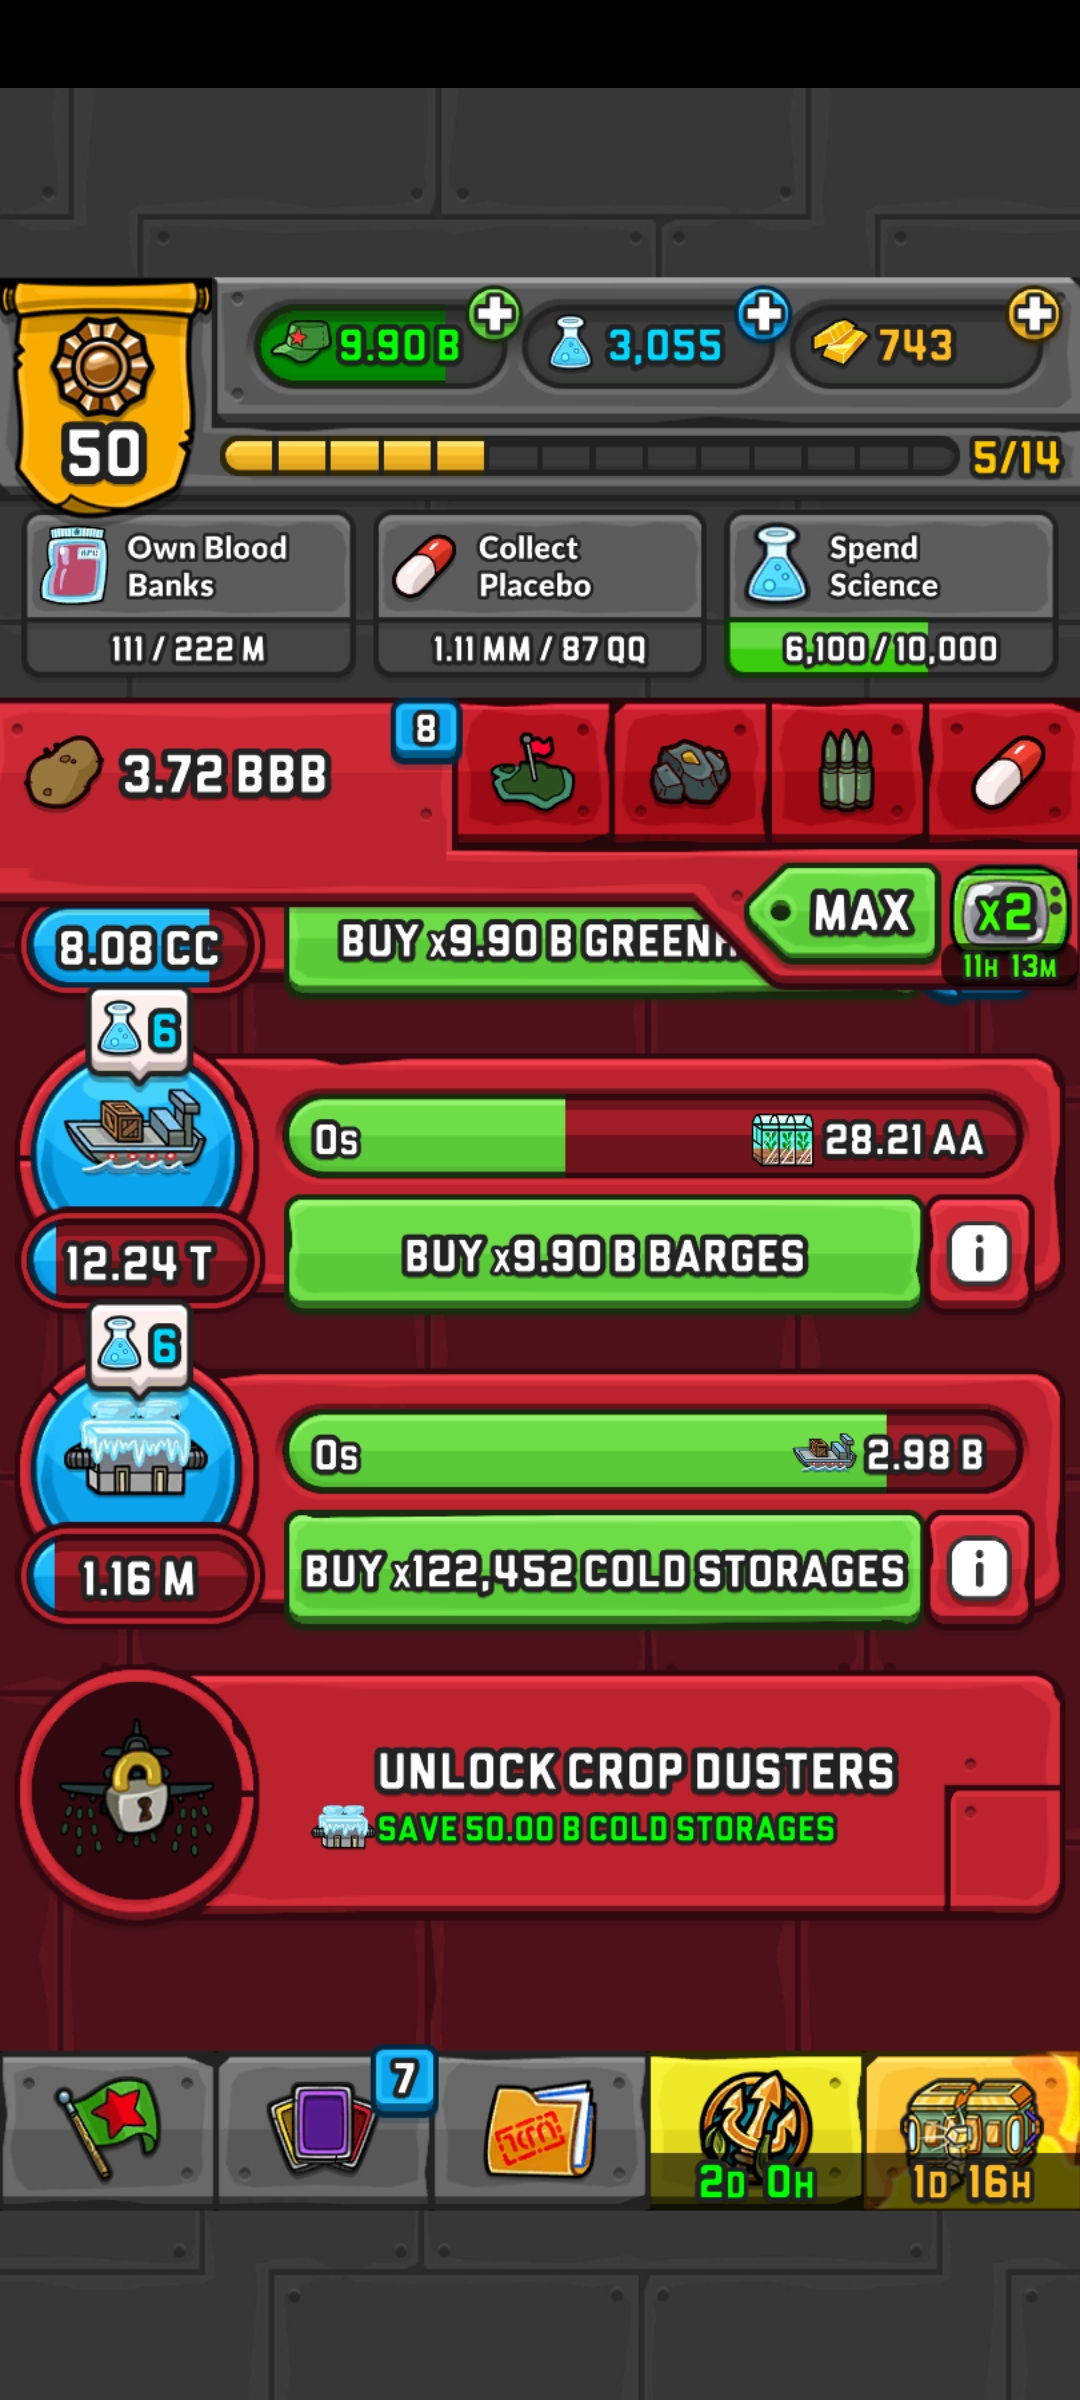 50
9.90 B
3,055
743
5/14
Own Blood Banks
111 / 222 M
Collect Placebo
1.11 MM / 87 QQ
Spend Science
6,100 / 10,000
3.72 BBB
8
MAX
x2
11H 13M
8.08 CC
BUY x9.90 B GREENH
6
0s
28.21 AA
12.24 T
BUY x9.90 B BARGES
i
6
0s
2.98 B
1.16 M
BUY x122,452 COLD STORAGES
i
UNLOCK CROP DUSTERS
SAVE 50.00 B COLD STORAGES
7
2D 0H
1D 16H